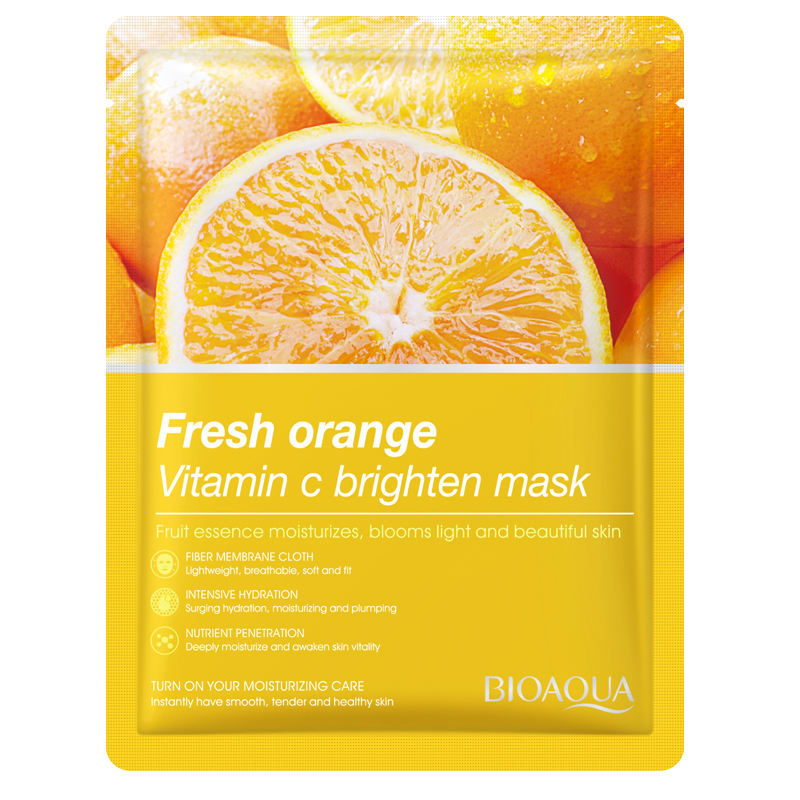 Fresh orange
Vitamin c brighten mask
Fruit essence moisturizes, blooms light and beautiful skin
FIBER MEMBRANE CLOTH
Lightweight, breathable, soft and fit
INTENSIVE HYDRATION
Surging hydration, moisturizing and plumping
NUTRIENT PENETRATION
Deeply moisturize and awaken skin vitality
TURN ON YOUR MOISTURIZING CARE
Instantly have smooth, tender and healthy skin
BIOAQUA